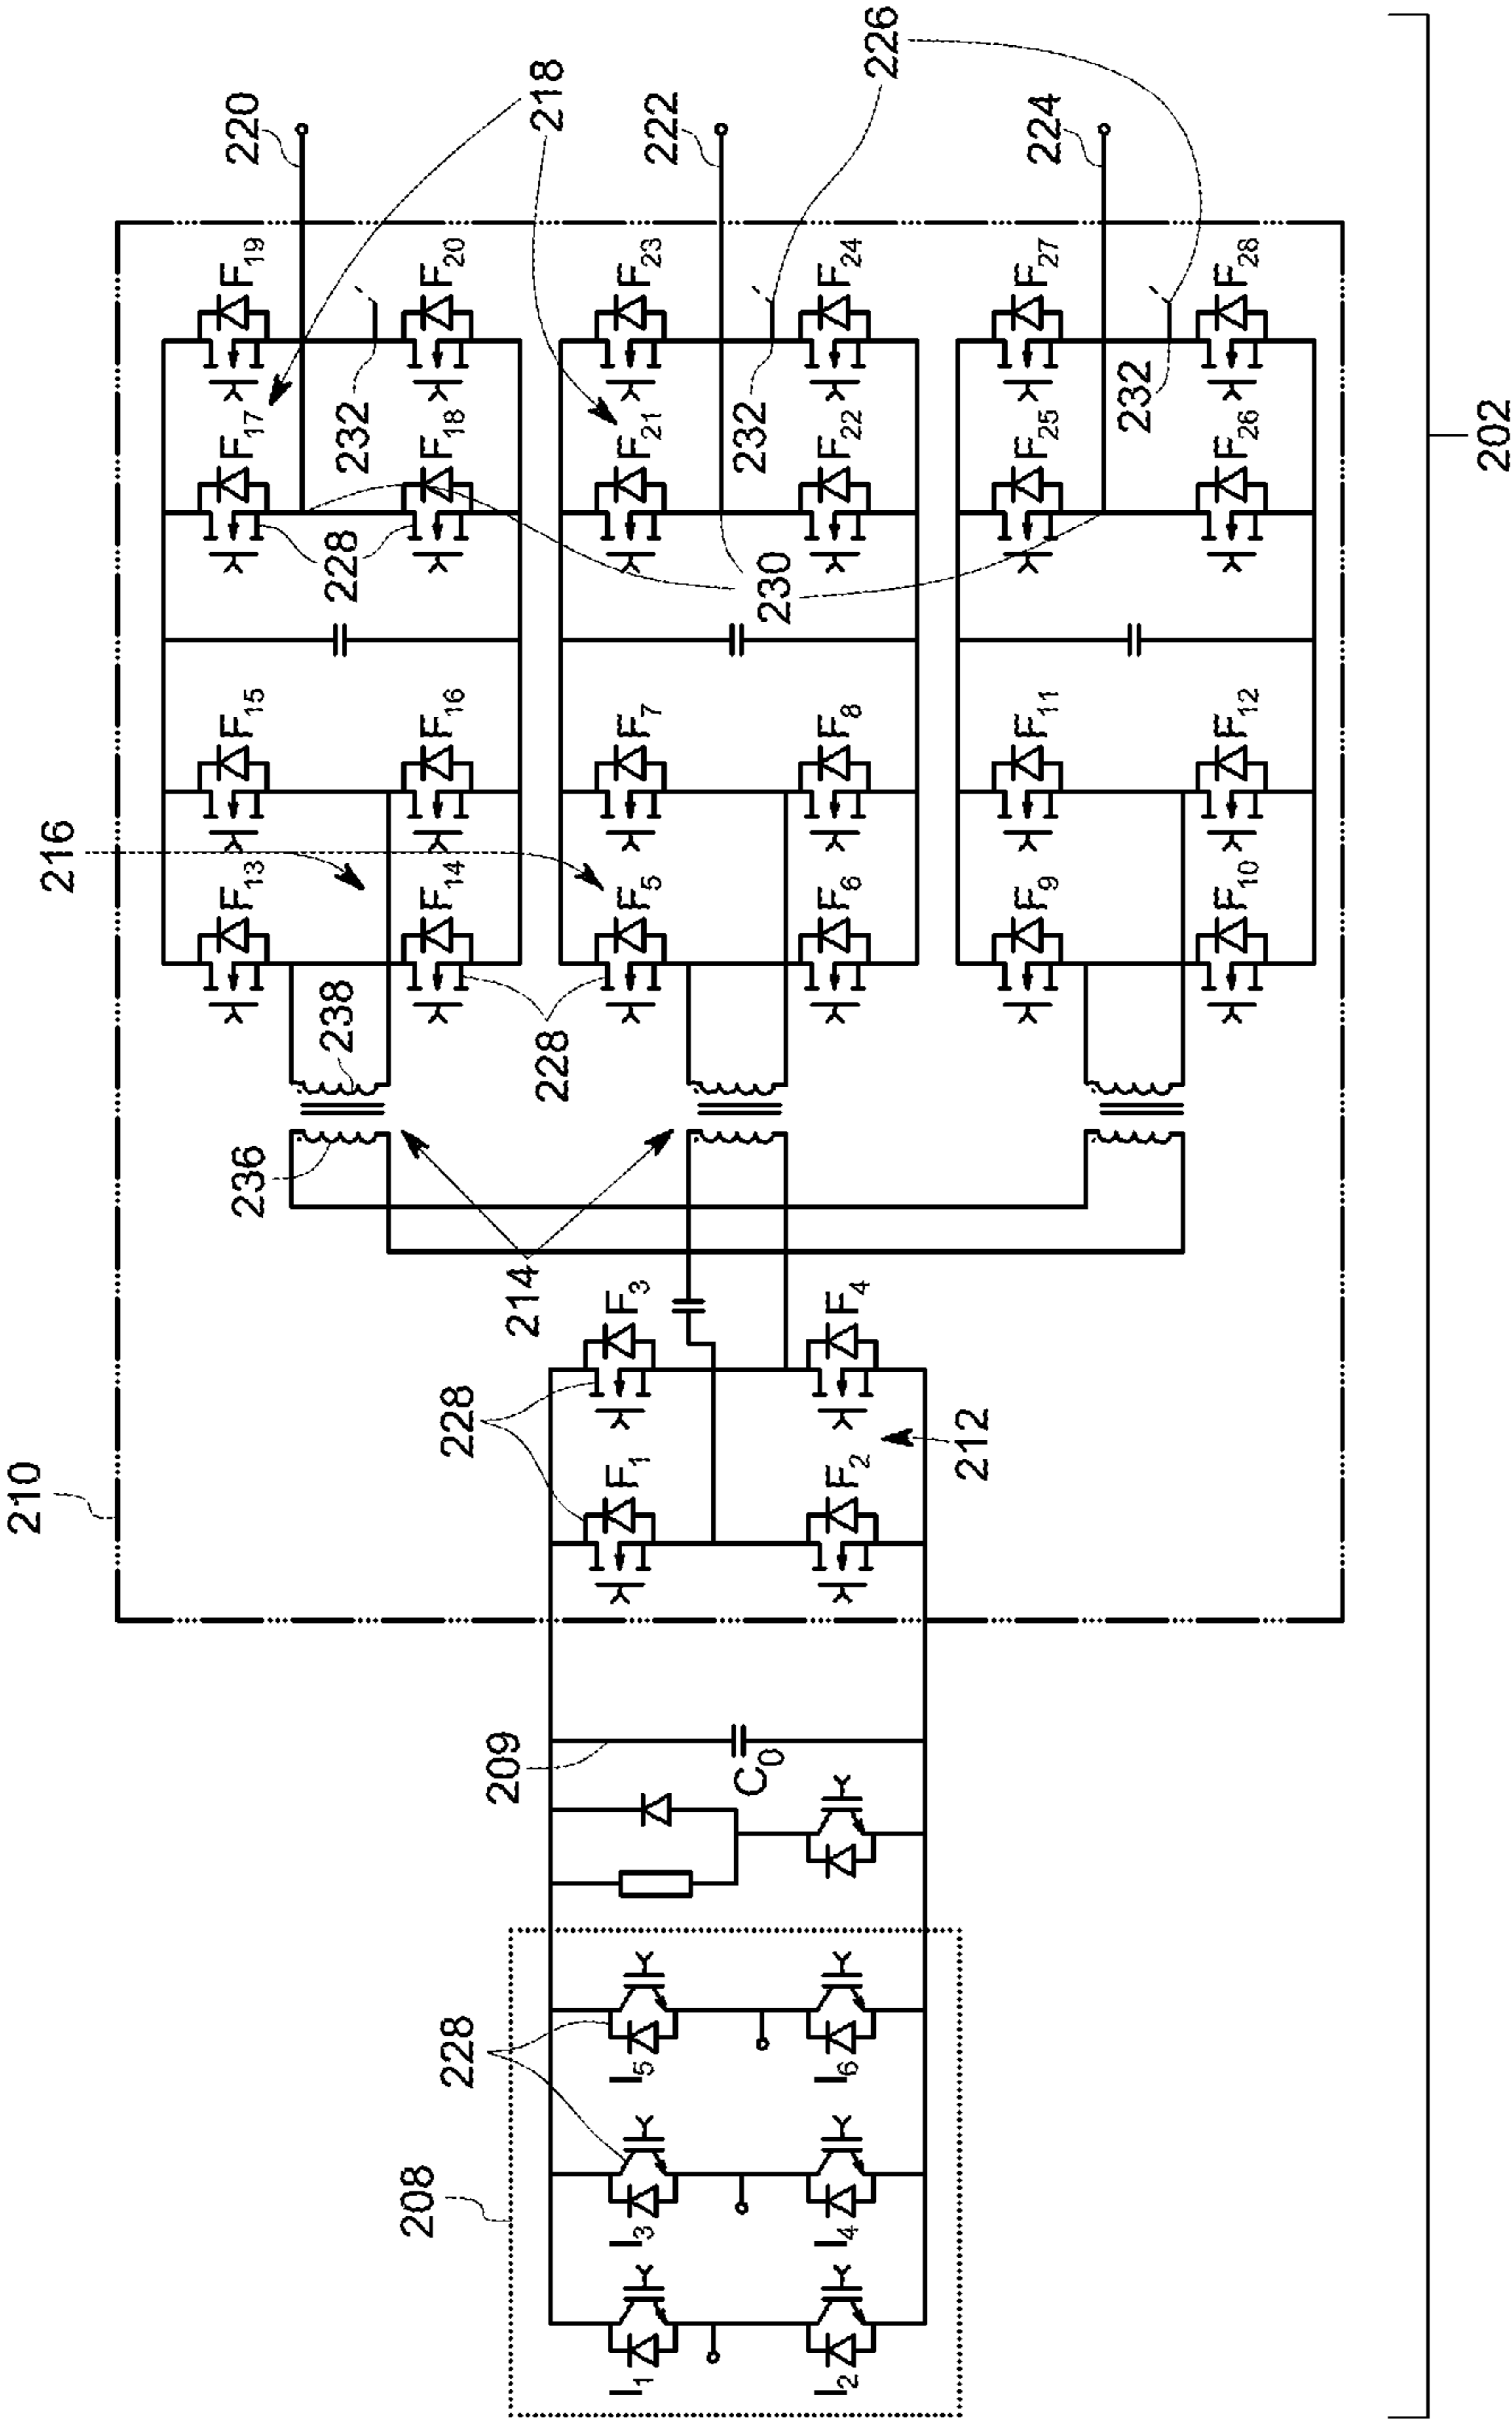 210
216
218
220
222
224
226
F₁₃
F₁₅
F₁₇
F₁₉
F₁₄
F₁₆
F₁₈
F₂₀
228
232
236
238
214
F₅
F₇
F₂₁
F₂₃
F₆
F₈
F₂₂
F₂₄
228
230
232
F₉
F₁₁
F₂₅
F₂₇
F₁₀
F₁₂
F₂₆
F₂₈
232
228
F₁
F₃
F₂
F₄
212
209
C₀
208
228
I₁
I₃
I₅
I₂
I₄
I₆
202